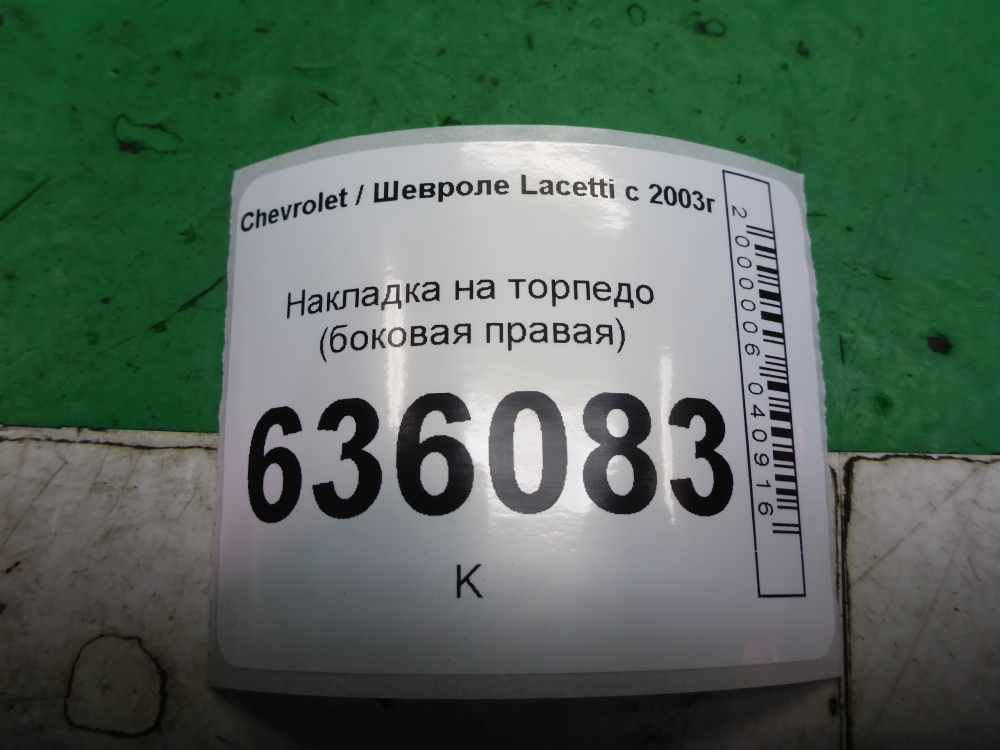 Chevrolet / Шевроле Lacetti с 2003г
Накладка на торпедо
(боковая правая)
636083
К
2000006040916